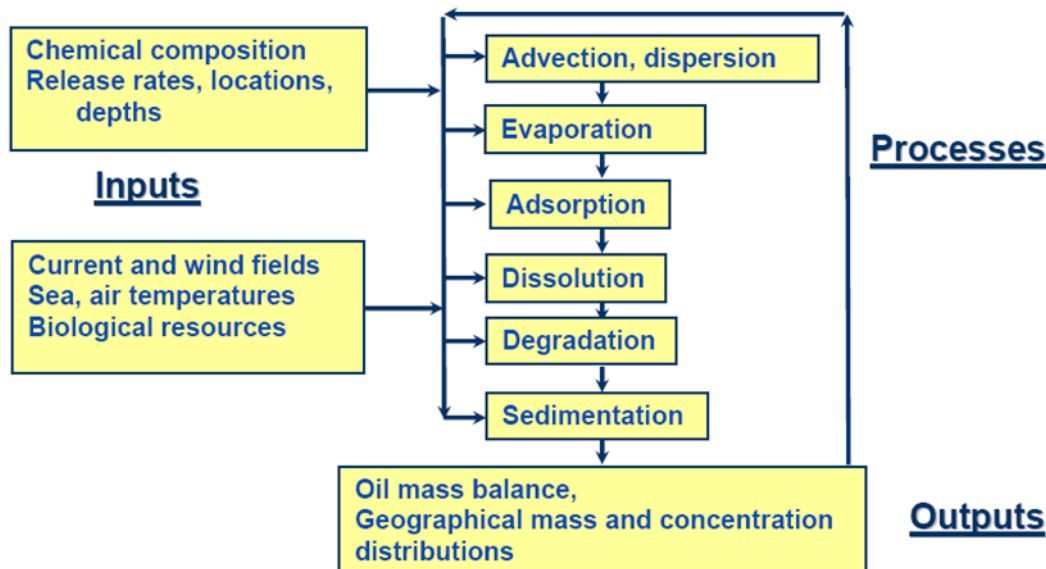 Chemical composition
Release rates, locations,
depths
Inputs
Current and wind fields
Sea, air temperatures
Biological resources
Advection, dispersion
Evaporation
Adsorption
Dissolution
Degradation
Sedimentation
Processes
Oil mass balance,
Geographical mass and concentration
distributions
Outputs